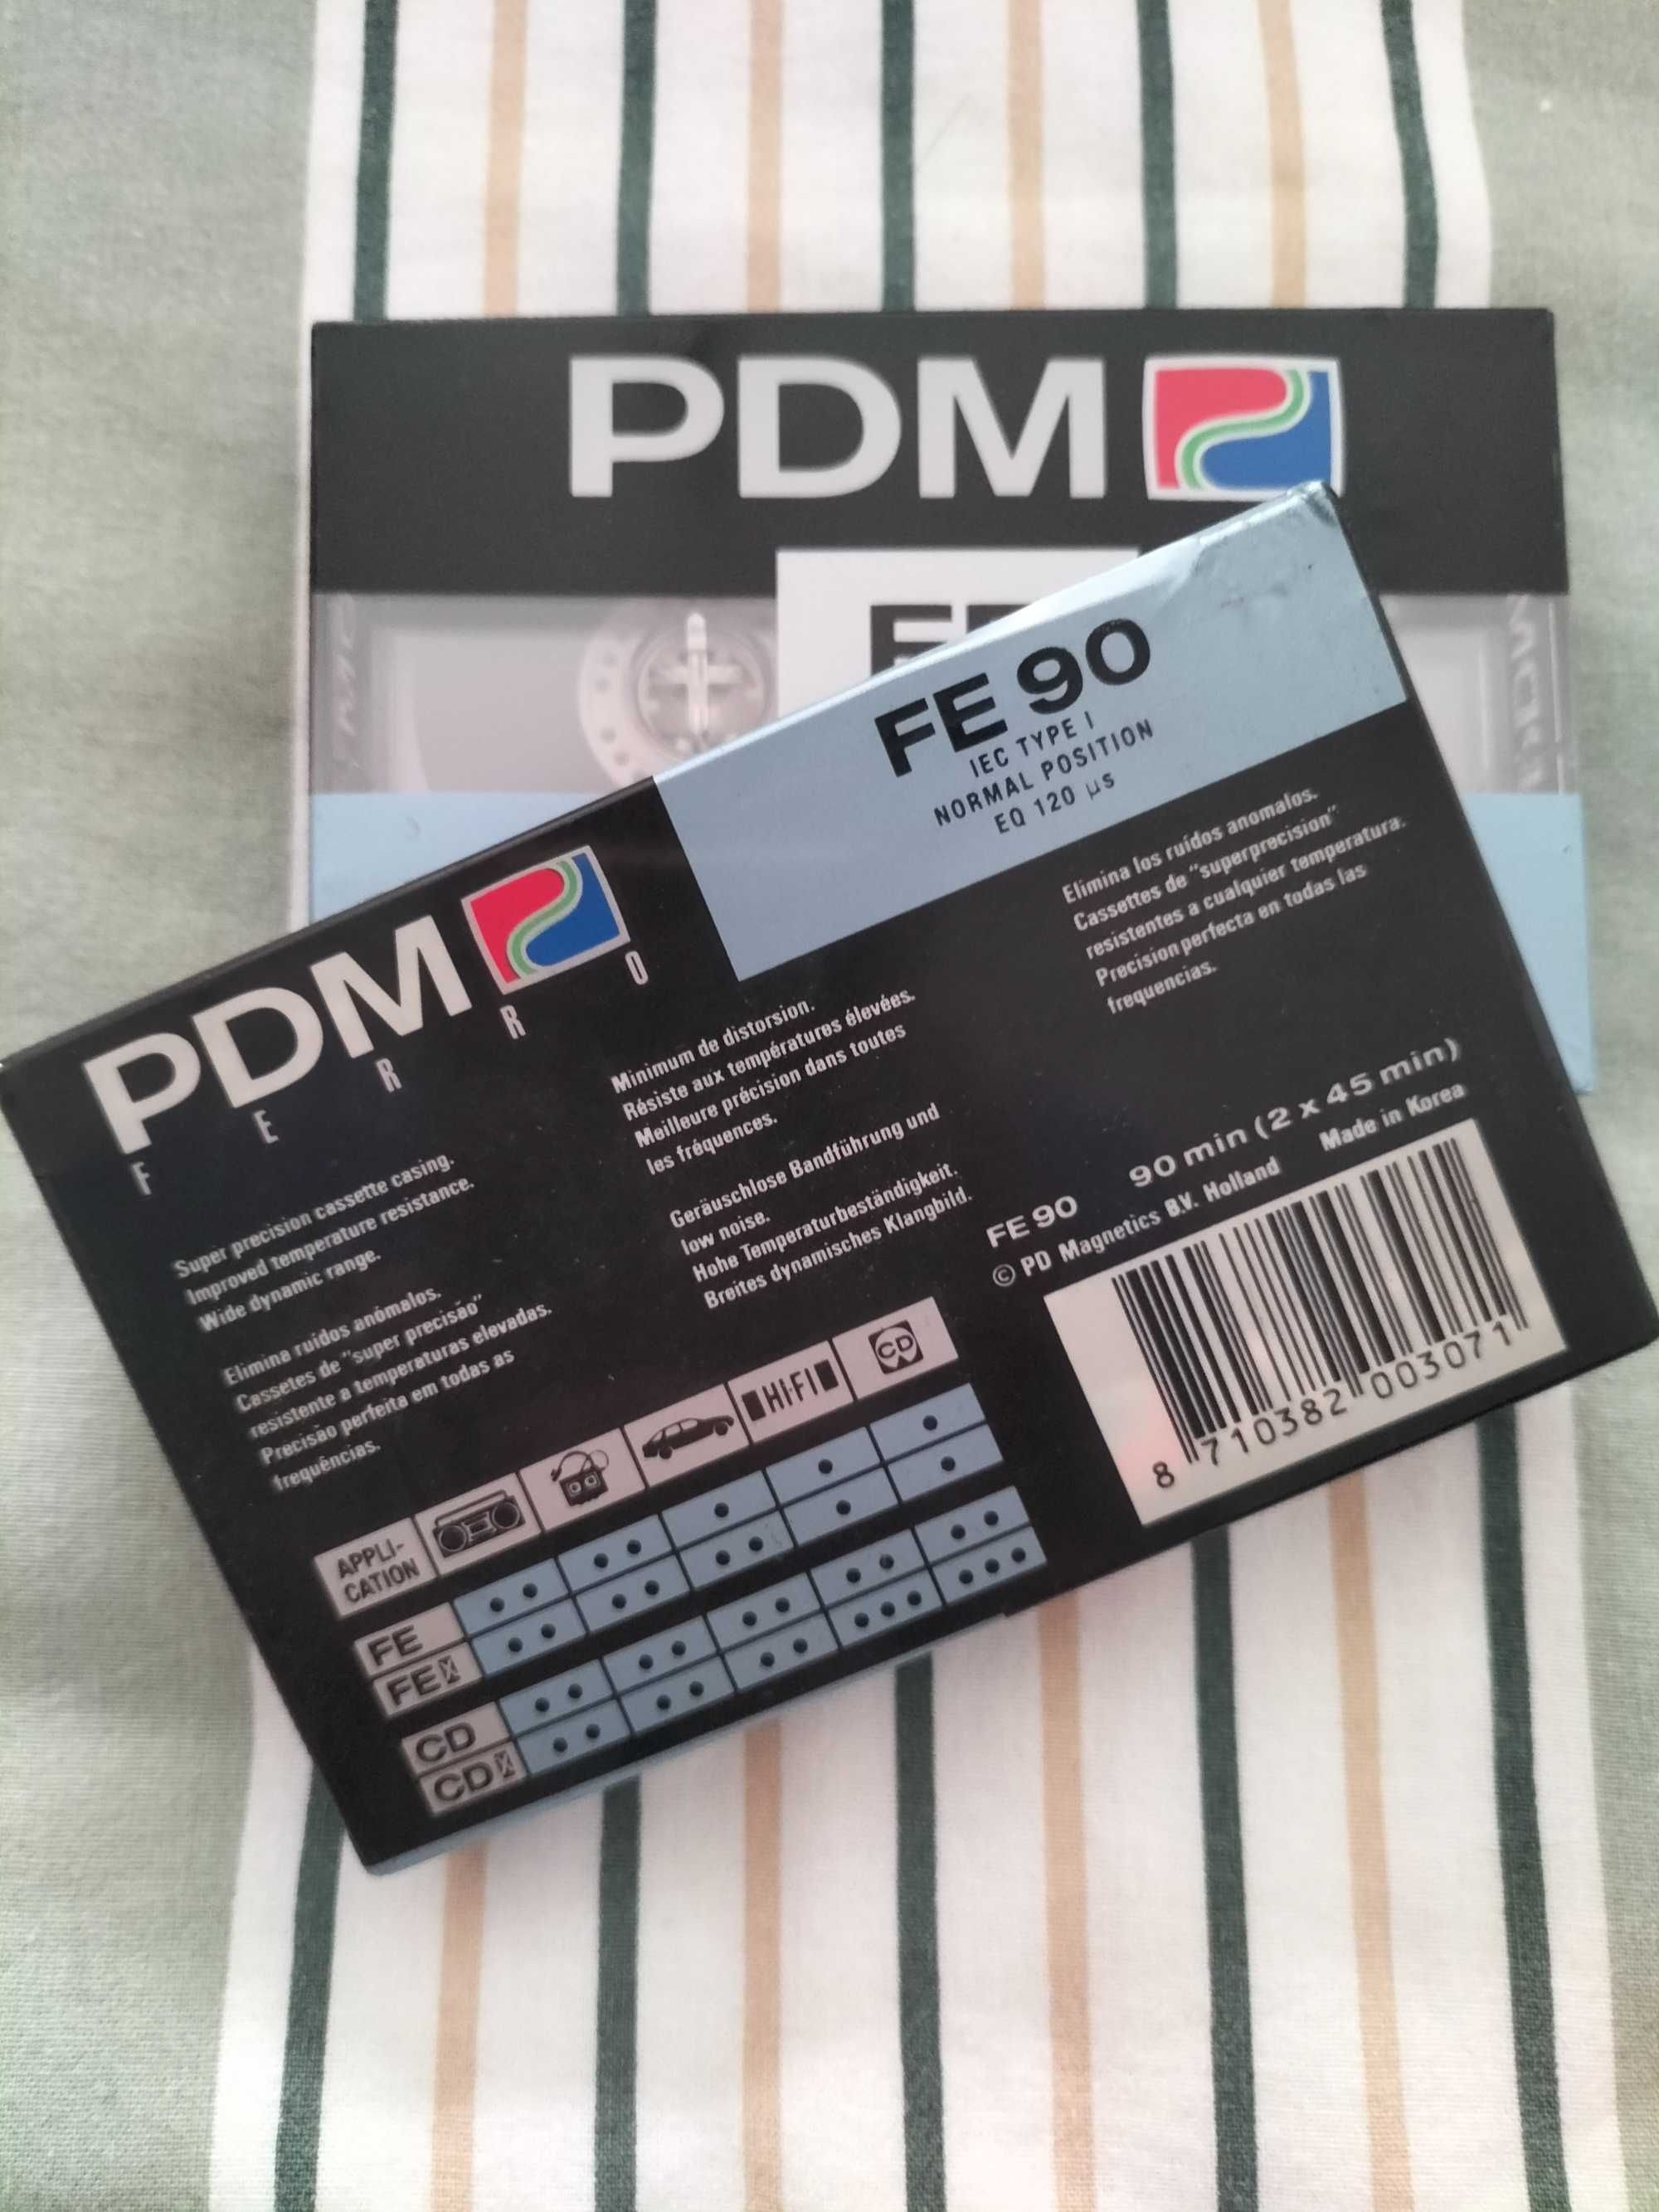 PDM
FE 90
IEC TYPE I
NORMAL POSITION
EQ 120 µs
PDM
FERRO
Super precision cassette casing.
Improved temperature resistance.
Wide dynamic range.
Elimina ruidos anómalos.
Cassetes de "super precisão"
resistente a temperaturas elevadas.
Precisão perfeita em todas as
frequências.
Minimum de distorsion.
Résiste aux températures élevées.
Meilleure précision dans toutes
les fréquences.
Geräuschlose Bandführung und
low noise.
Hohe Temperaturbeständigkeit.
Breites dynamisches Klangbild.
Elimina los ruídos anomalos.
Cassettes de "superprecision"
resistentes a cualquier temperatura.
Precision perfecta en todas las
frequencias.
FE 90 90 min (2 x 45 min)
© PD Magnetics B.V. Holland Made in Korea
8 710382 003071
APPLI-
CATION
HI-FI
CD
FE
FEX
CD
CDX